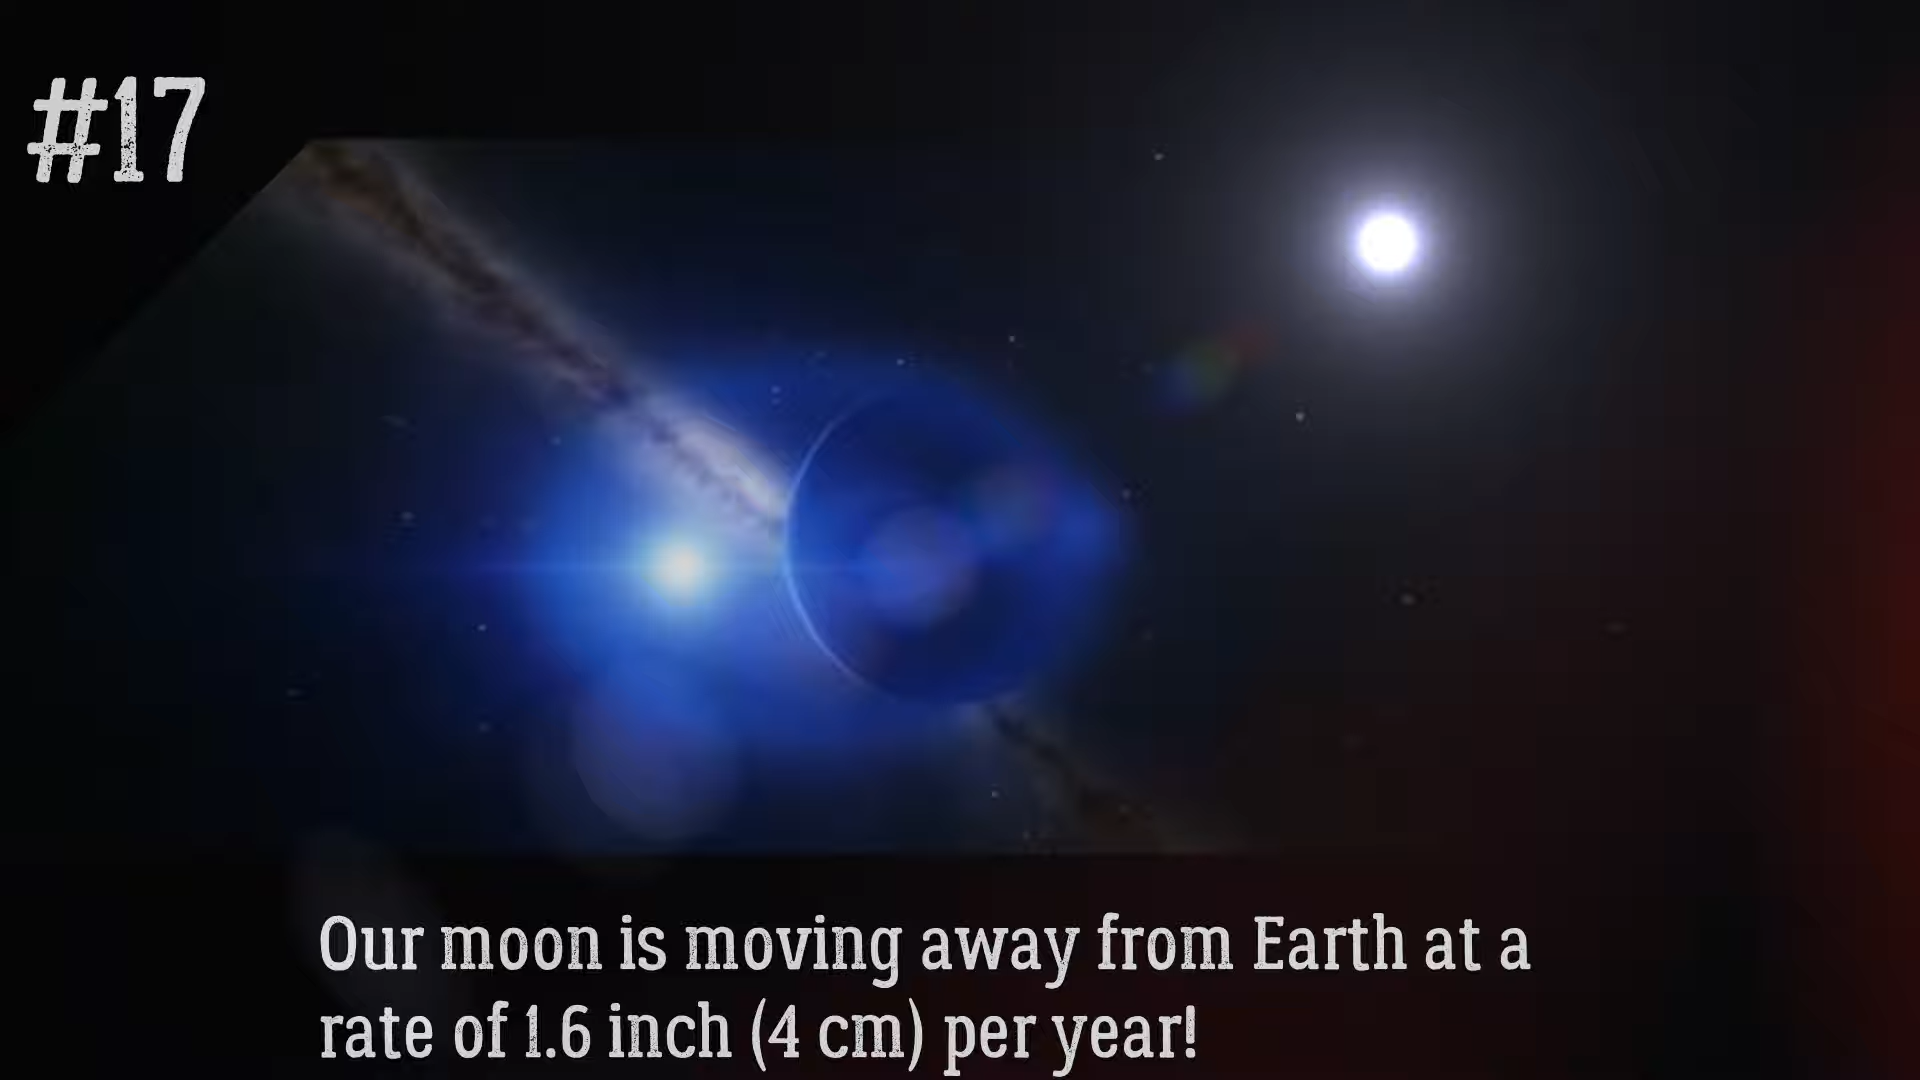 #17
Our moon is moving away from Earth at a
rate of 1.6 inch (4 cm) per year!